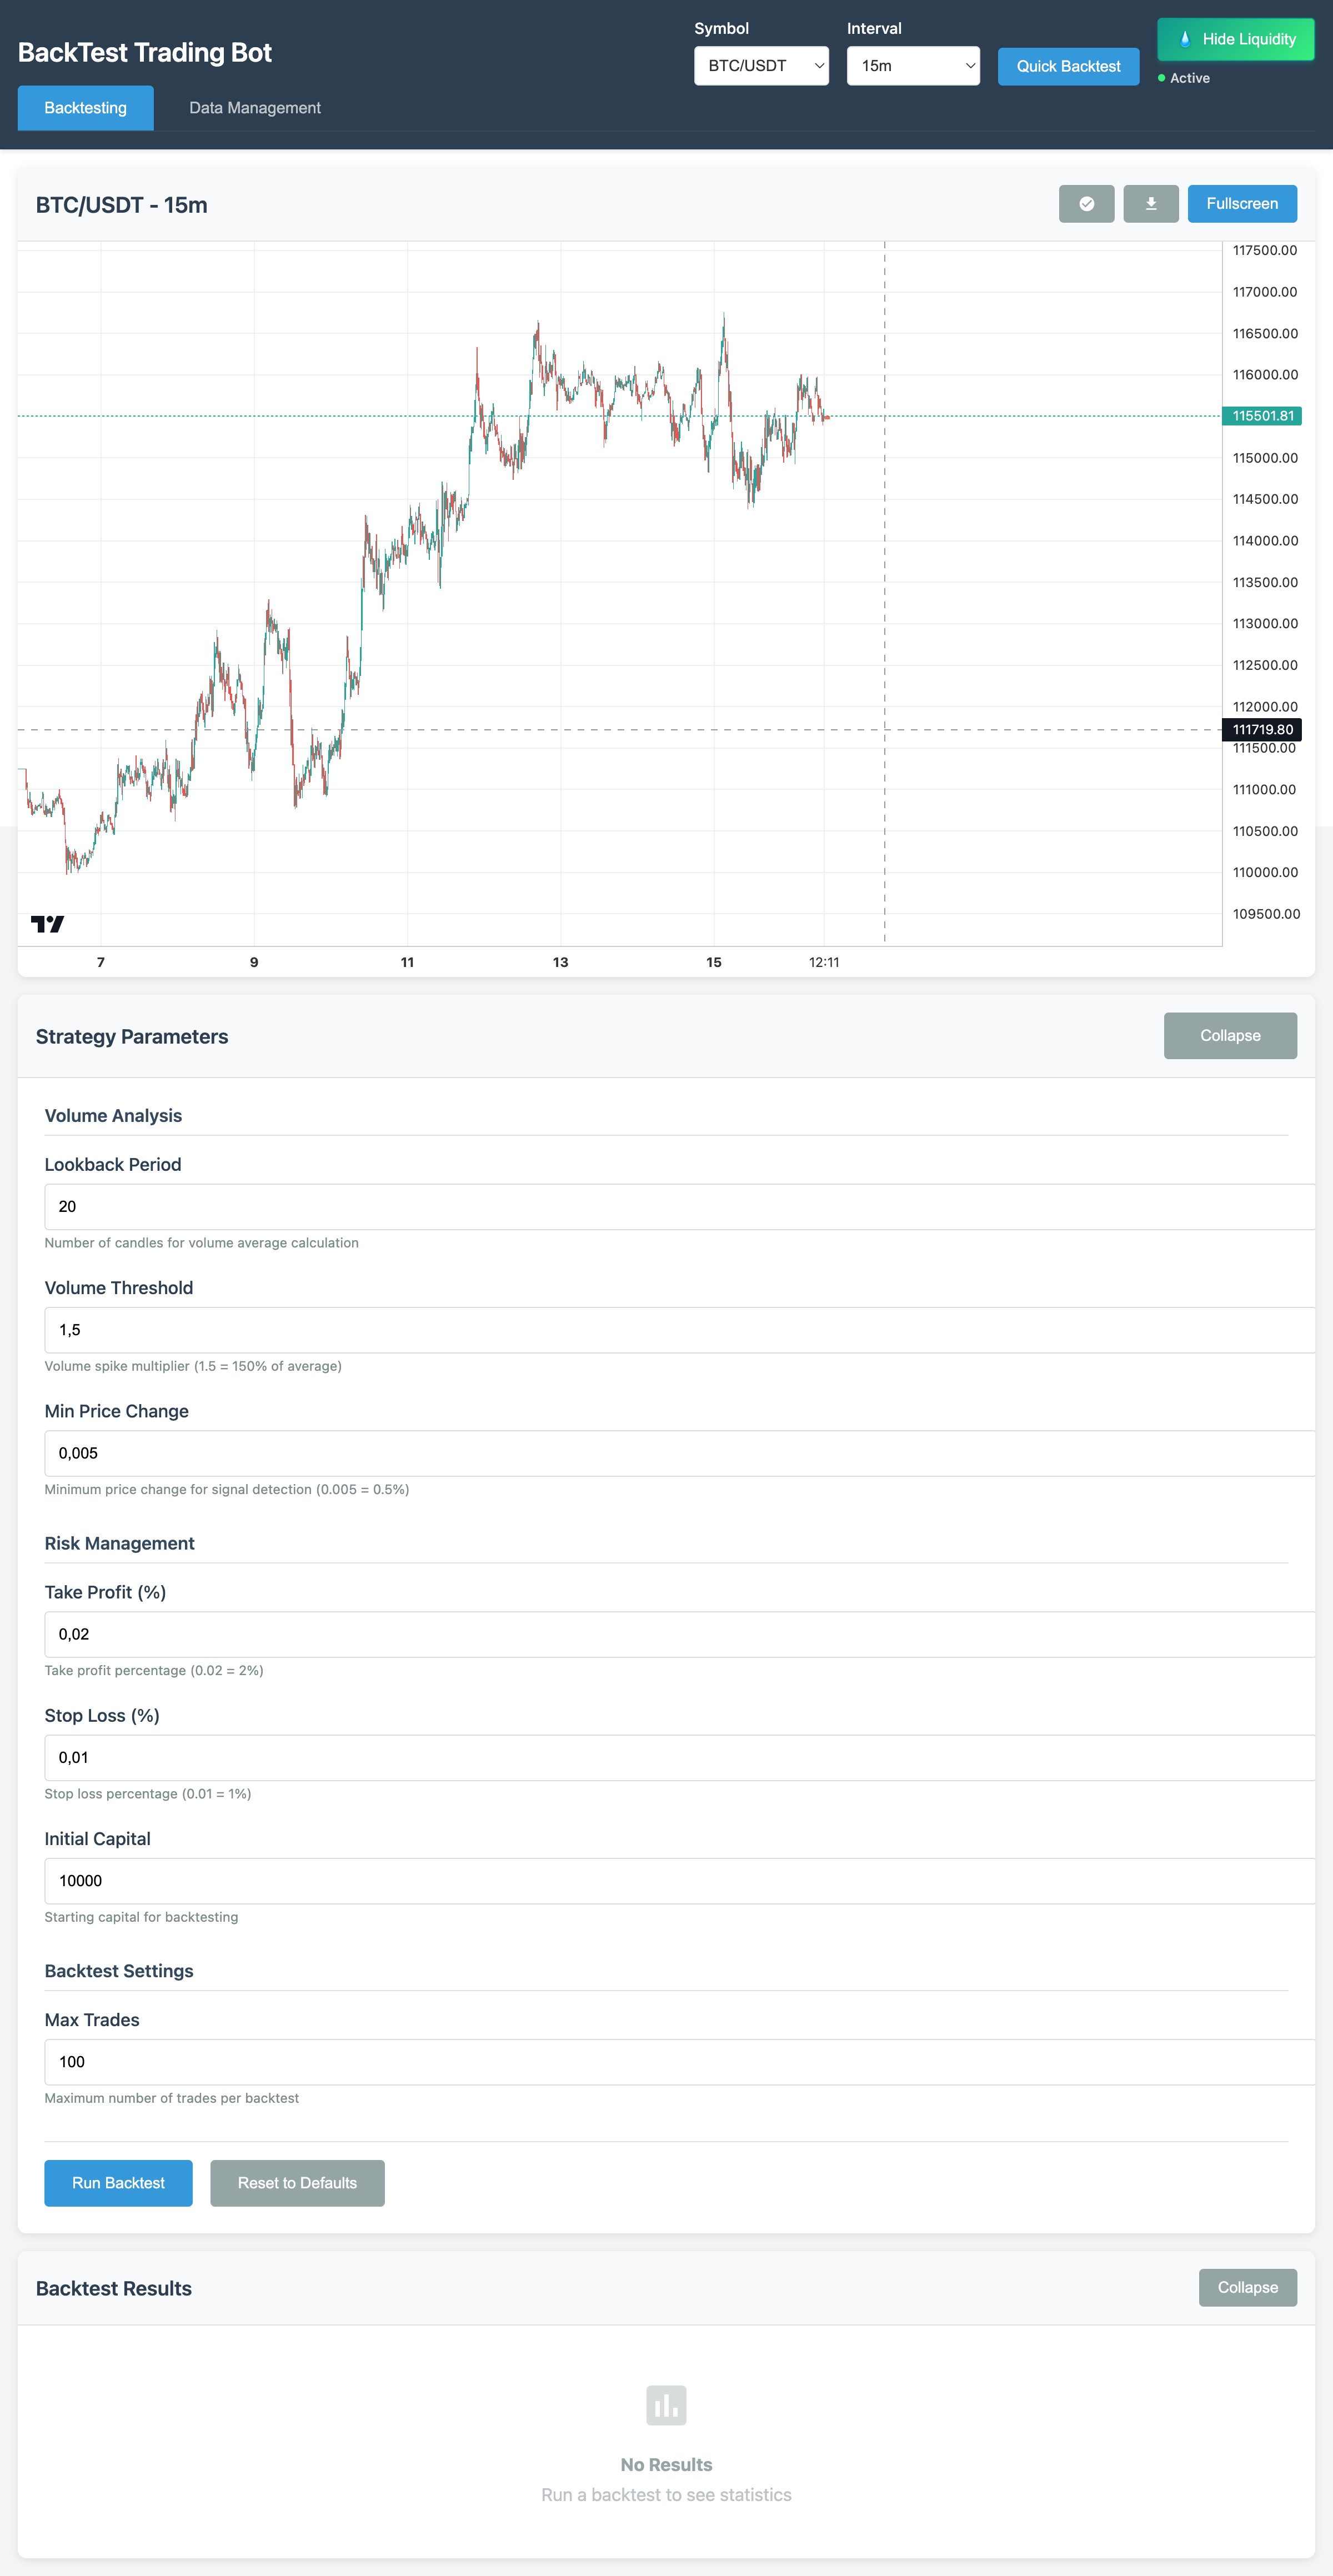 BackTest Trading Bot
Symbol
BTC/USDT
Interval
15m
Quick Backtest
Hide Liquidity
Active
Backtesting
Data Management
BTC/USDT - 15m
Fullscreen
117500.00
117000.00
116500.00
116000.00
115501.81
115000.00
114500.00
114000.00
113500.00
113000.00
112500.00
112000.00
111719.80
111500.00
111000.00
110500.00
110000.00
109500.00
7
9
11
13
15
12:11
Strategy Parameters
Collapse
Volume Analysis
Lookback Period
20
Number of candles for volume average calculation
Volume Threshold
1,5
Volume spike multiplier (1.5 = 150% of average)
Min Price Change
0,005
Minimum price change for signal detection (0.005 = 0.5%)
Risk Management
Take Profit (%)
0,02
Take profit percentage (0.02 = 2%)
Stop Loss (%)
0,01
Stop loss percentage (0.01 = 1%)
Initial Capital
10000
Starting capital for backtesting
Backtest Settings
Max Trades
100
Maximum number of trades per backtest
Run Backtest
Reset to Defaults
Backtest Results
Collapse
No Results
Run a backtest to see statistics